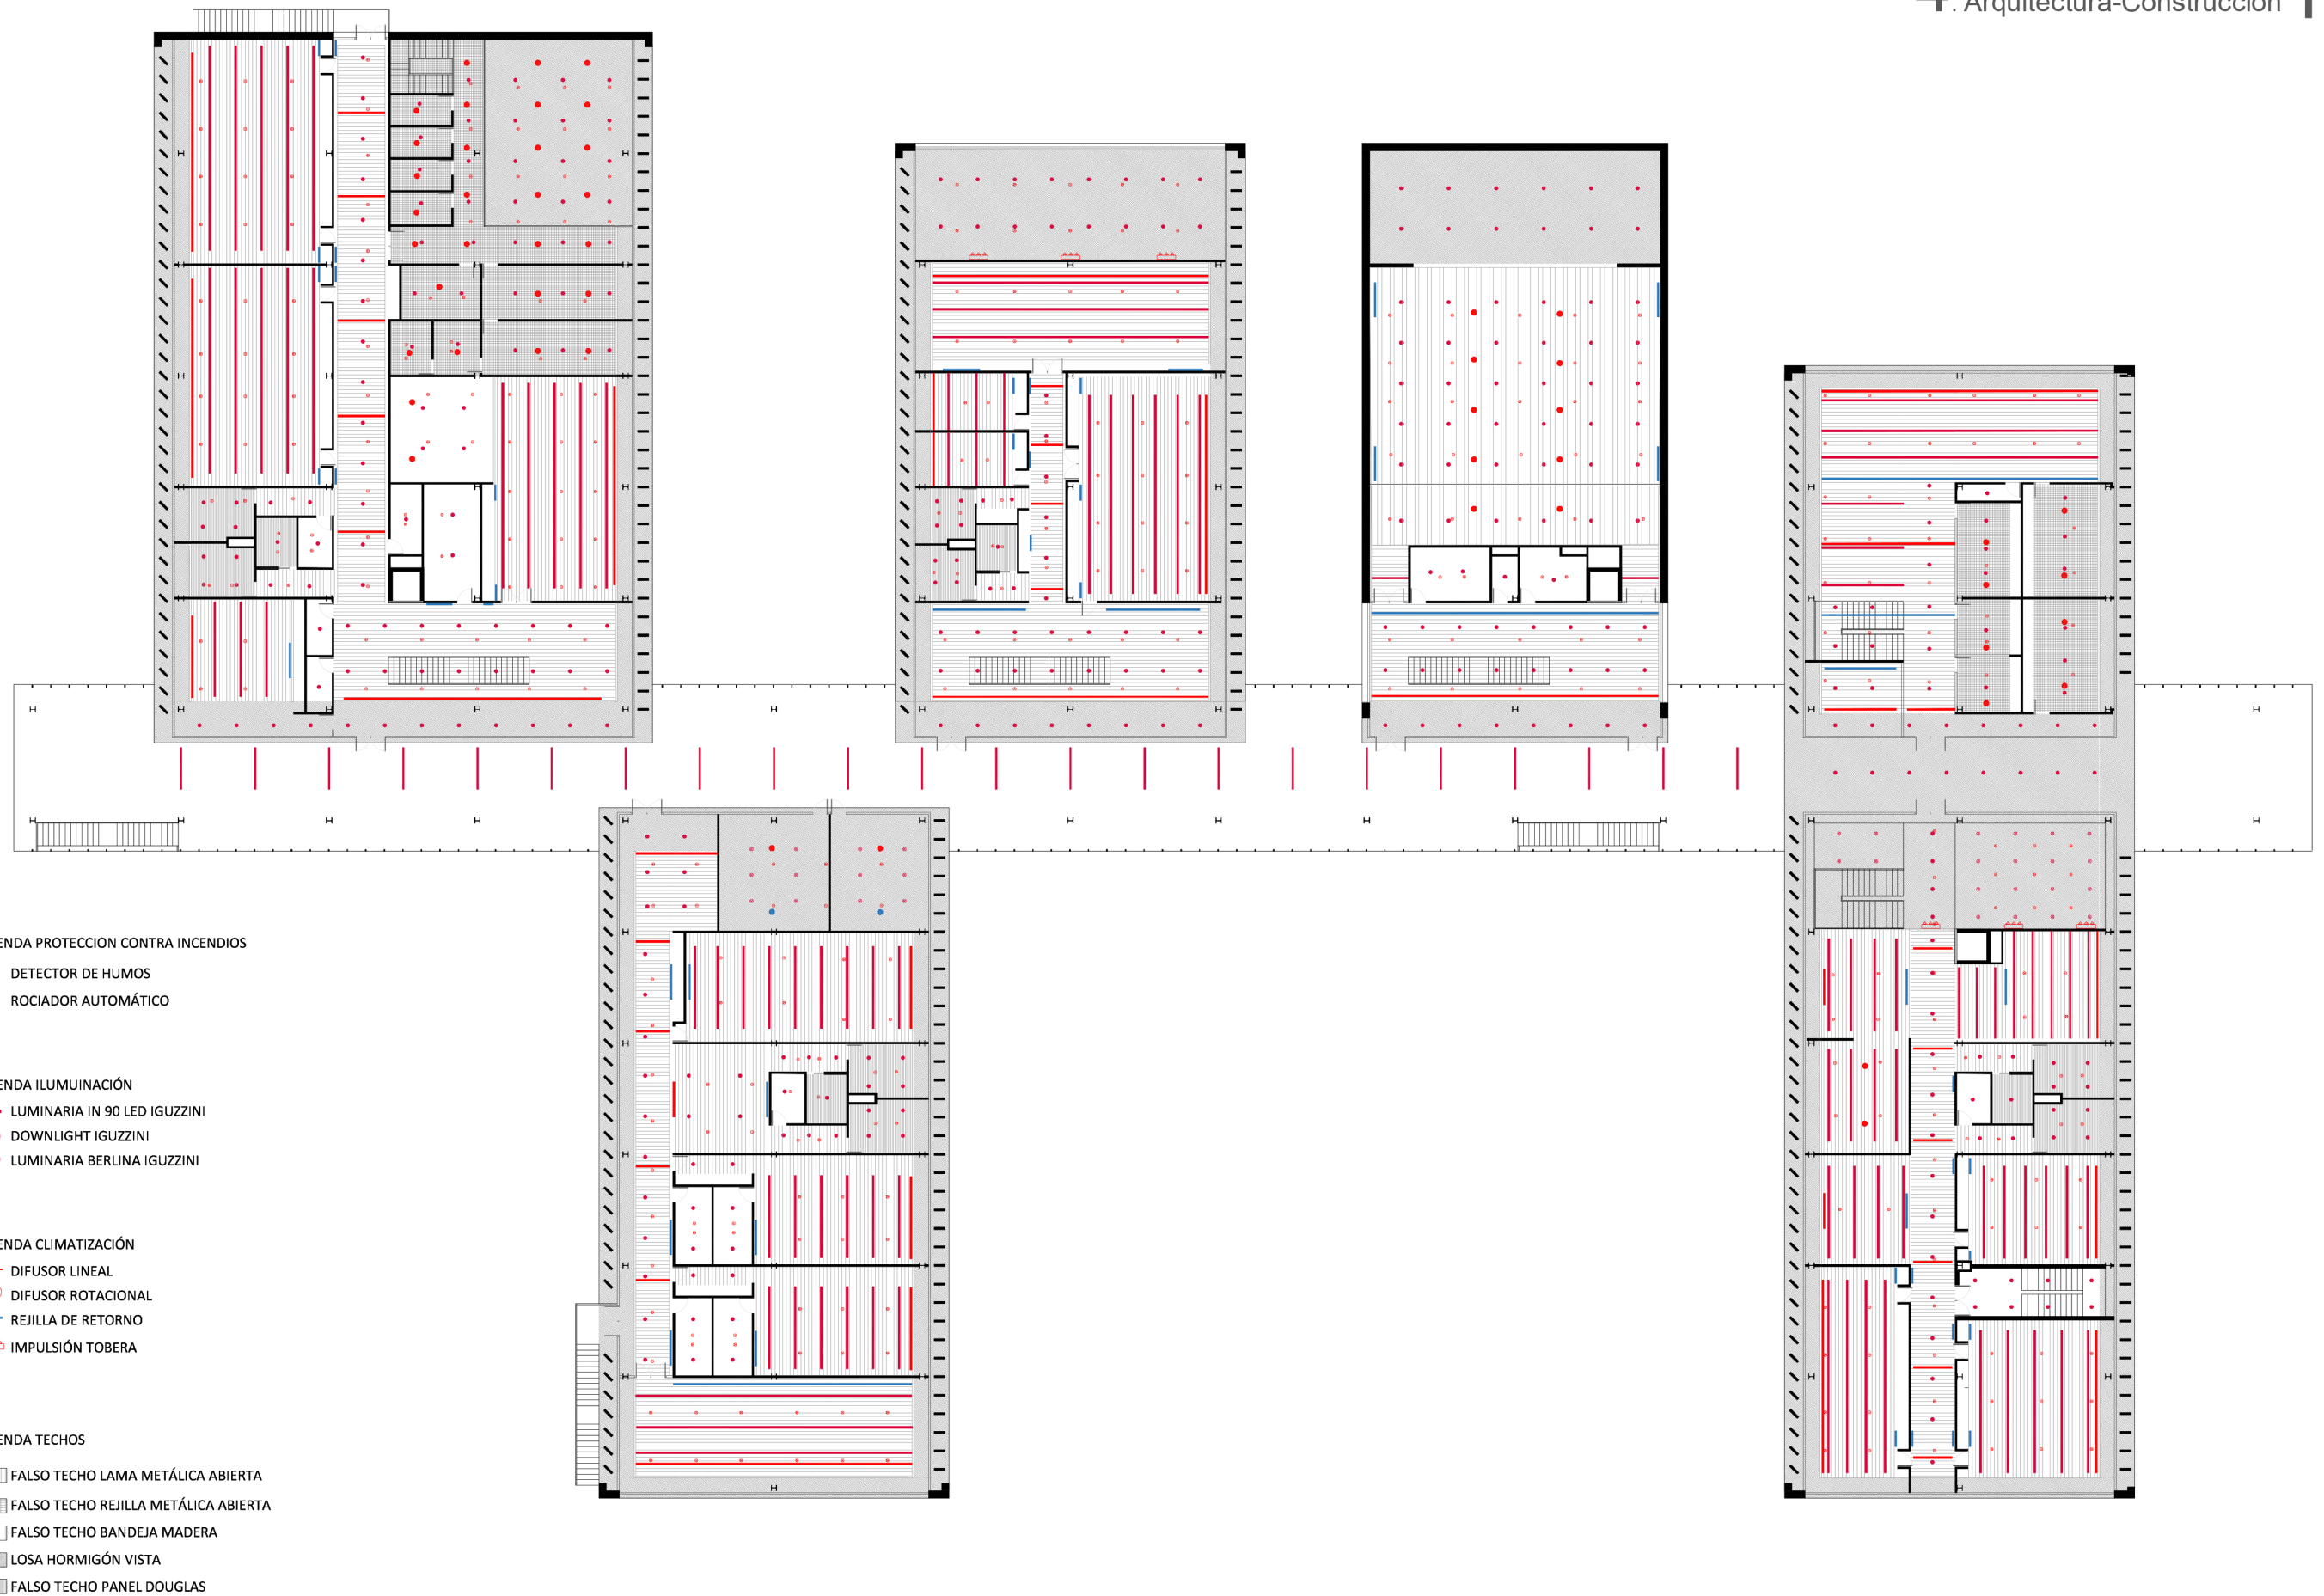 . Arquitectura-Construcción
ENDA PROTECCION CONTRA INCENDIOS
DETECTOR DE HUMOS
ROCIADOR AUTOMÁTICO
ENDA ILUMUINACIÓN
LUMINARIA IN 90 LED IGUZZINI
DOWNLIGHT IGUZZINI
LUMINARIA BERLINA IGUZZINI
ENDA CLIMATIZACIÓN
DIFUSOR LINEAL
DIFUSOR ROTACIONAL
REJILLA DE RETORNO
IMPULSIÓN TOBERA
ENDA TECHOS
FALSO TECHO LAMA METÁLICA ABIERTA
FALSO TECHO REJILLA METÁLICA ABIERTA
FALSO TECHO BANDEJA MADERA
LOSA HORMIGÓN VISTA
FALSO TECHO PANEL DOUGLAS